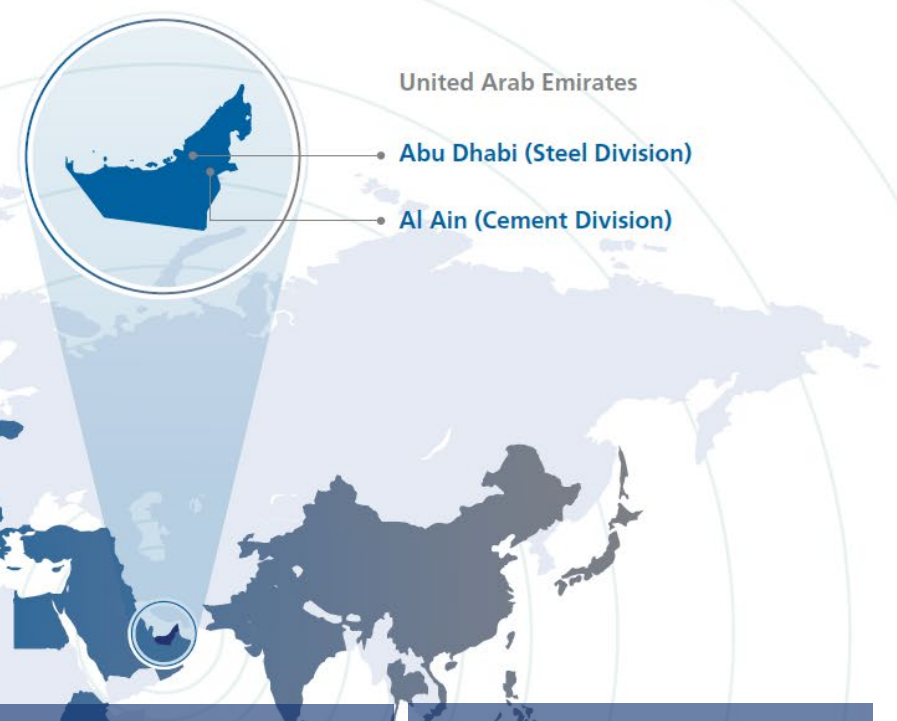 United Arab Emirates
Abu Dhabi (Steel Division)
Al Ain (Cement Division)